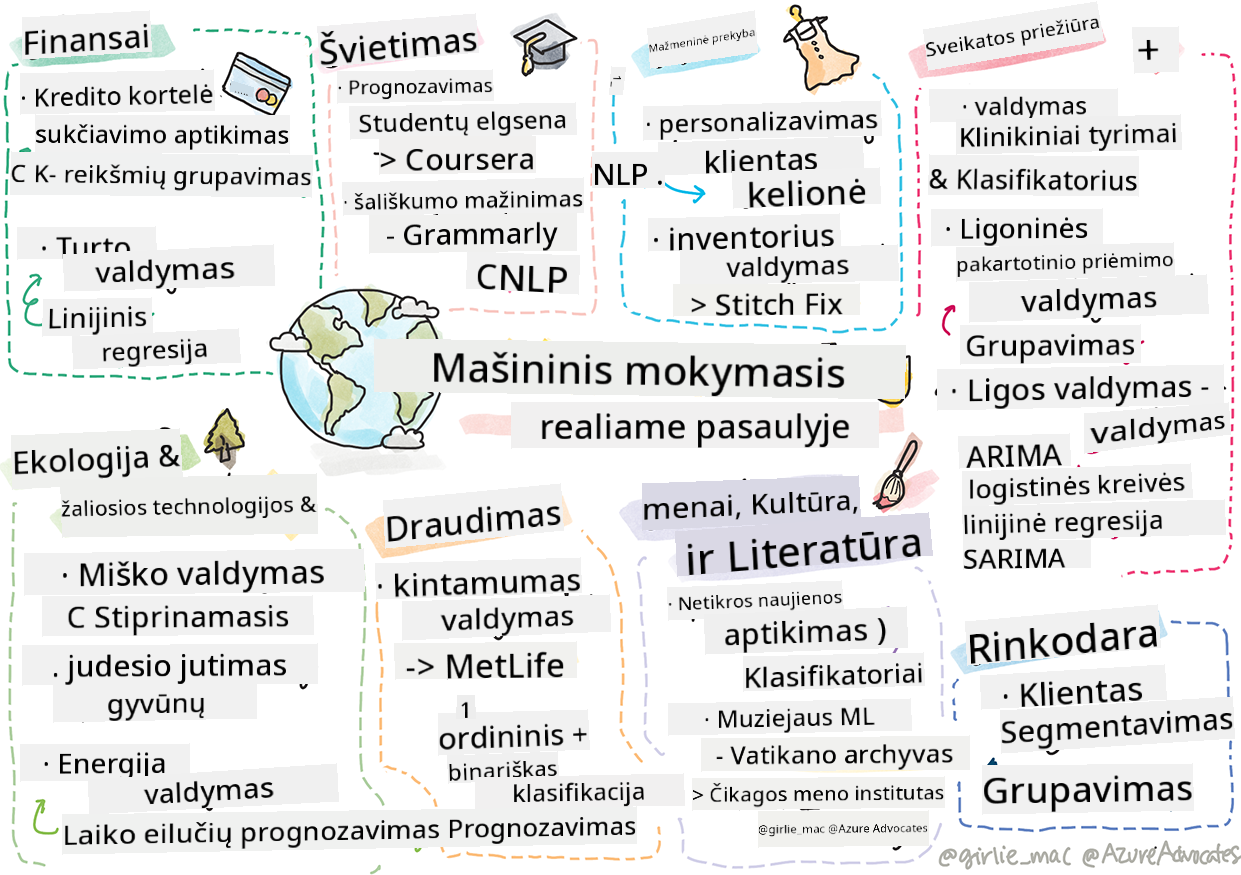 Finansai
· Kredito kortelė
sukčiavimo aptikimas
C K- reikšmių grupavimas
· Turto
valdymas
Linijinis
regresija
Švietimas
· Prognozavimas
Studentų elgsena
> Coursera
· šališkumo mažinimas
- Grammarly
CNLP
Mažmeninė prekyba
· personalizavimas
klientas
NLP .
kelionė
· inventorius
valdymas
> Stitch Fix
Sveikatos priežiūra
+
· valdymas
Klinikiniai tyrimai
& Klasifikatorius
· Ligoninės
pakartotinio priėmimo
valdymas
Grupavimas
· Ligos valdymas -
valdymas
ARIMA
logistinės kreivės
linijinė regresija
SARIMA
Mašininis mokymasis
realiame pasaulyje
Ekologija &
žaliosios technologijos &
· Miško valdymas
C Stiprinamasis
. judesio jutimas
gyvūnų
· Energija
valdymas
Laiko eilučių prognozavimas Prognozavimas
Draudimas
· kintamumas
valdymas
-> MetLife
1
ordininis +
binariškas
klasifikacija
menai, Kultūra,
ir Literatūra
· Netikros naujienos
aptikimas )
Klasifikatoriai
· Muziejaus ML
- Vatikano archyvas
> Čikagos meno institutas
@girlie_mac @Azure Advocates
Rinkodara
· Klientas
Segmentavimas
Grupavimas
@girlie_mac @AzureAdvocates